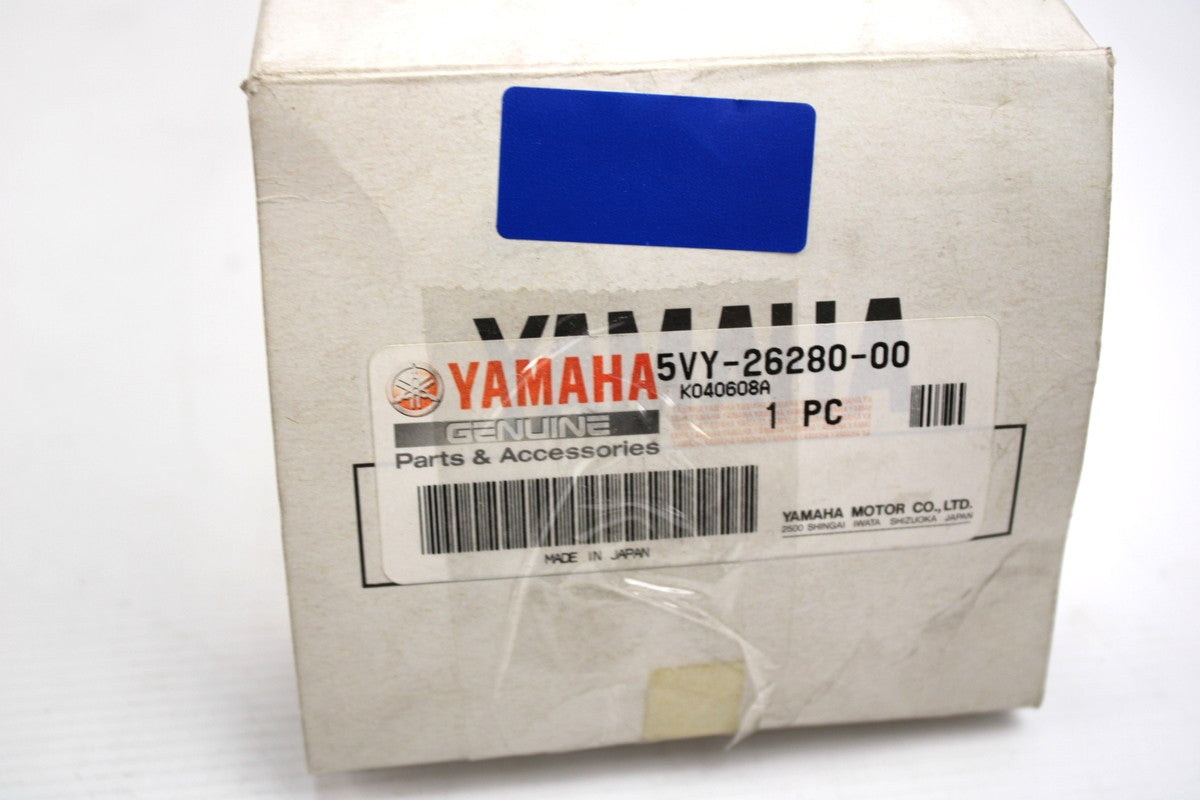 YAMAHA
YAMAHA 5VY-26280-00
K040608A
GENUINE 1 PC
Parts & Accessories
YAMAHA MOTOR CO., LTD.
2500 SHINGAI IWATA SHIZUOKA JAPAN
MADE IN JAPAN